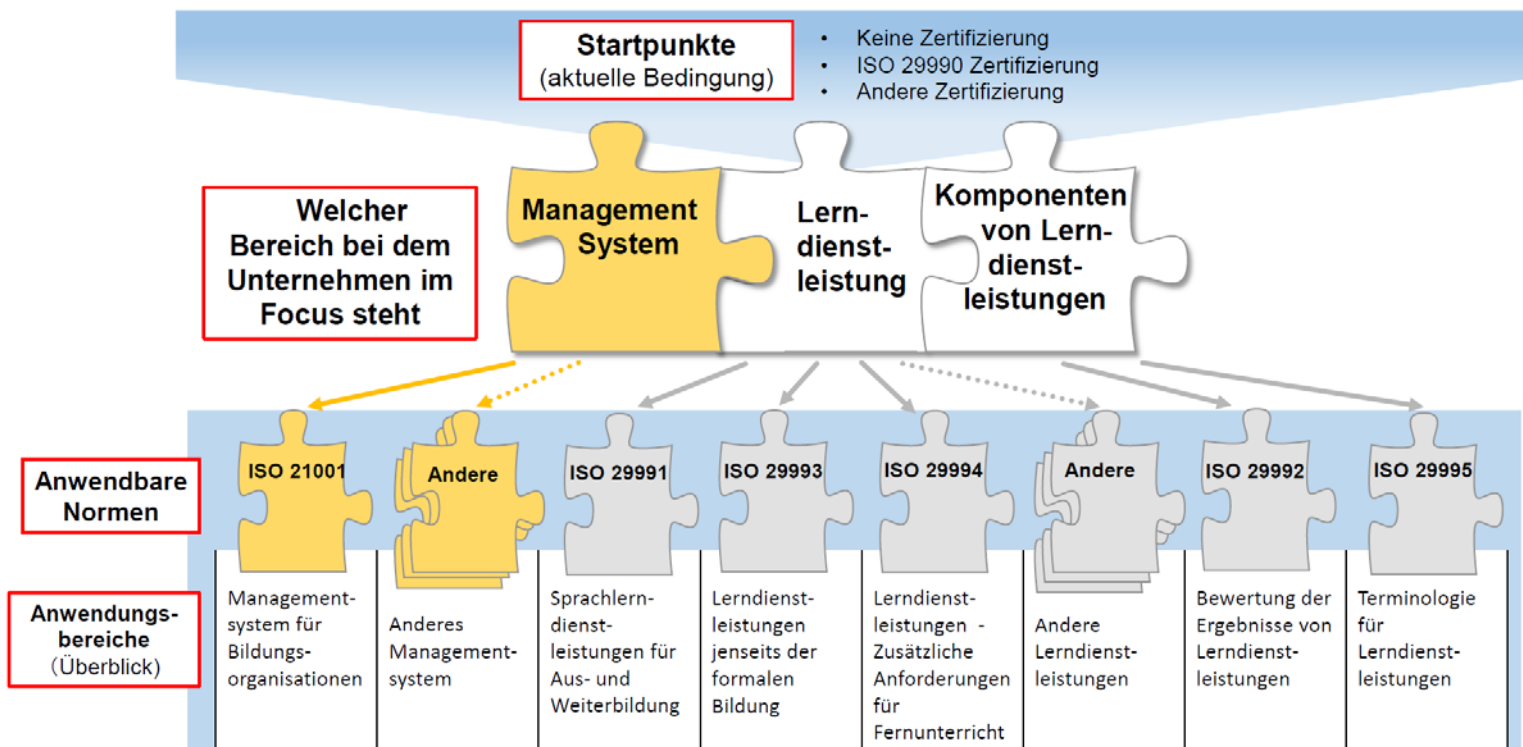 Startpunkte
(aktuelle Bedingung)
• Keine Zertifizierung
• ISO 29990 Zertifizierung
• Andere Zertifizierung
Welcher
Bereich bei dem
Unternehmen im
Focus steht
Management
System
Lern-
dienst-
leistung
Komponenten
von Lern-
dienst-
leistungen
Anwendbare
Normen
ISO 21001
Andere
ISO 29991
ISO 29993
ISO 29994
Andere
ISO 29992
ISO 29995
Anwendungs-
bereiche
(Überblick)
Management-
system für
Bildungs-
organisationen
Anderes
Management-
system
Sprachlern-
dienst-
leistungen für
Aus- und
Weiterbildung
Lerndienst-
leistungen
jenseits der
formalen
Bildung
Lerndienst-
leistungen -
Zusätzliche
Anforderungen
für
Fernunterricht
Andere
Lerndienst-
leistungen
Bewertung der
Ergebnisse von
Lerndienst-
leistungen
Terminologie
für
Lerndienst-
leistungen